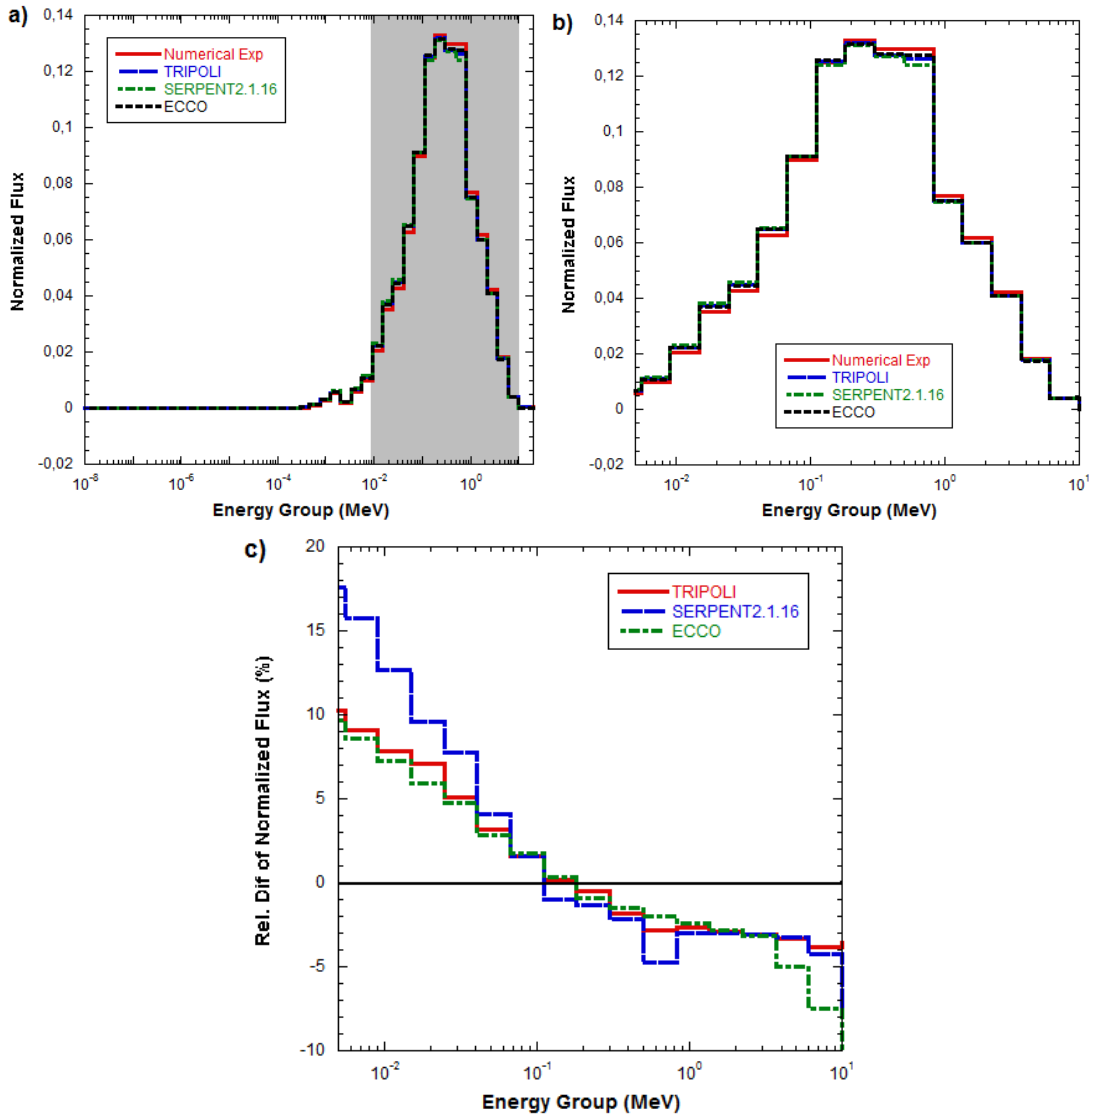 a)
0,14
0,12
0,1
0,08
0,06
0,04
0,02
0
-0,02
Normalized Flux
Numerical Exp
TRIPOLI
SERPENT2.1.16
ECCO
10-8
10-6
10-4
10-2
100
Energy Group (MeV)
b)
0,14
0,12
0,1
0,08
0,06
0,04
0,02
0
-0,02
Normalized Flux
Numerical Exp
TRIPOLI
SERPENT2.1.16
ECCO
10-2
10-1
100
101
Energy Group (MeV)
c)
20
15
10
5
0
-5
-10
Rel. Dif of Normalized Flux (%)
TRIPOLI
SERPENT2.1.16
ECCO
10-2
10-1
100
101
Energy Group (MeV)